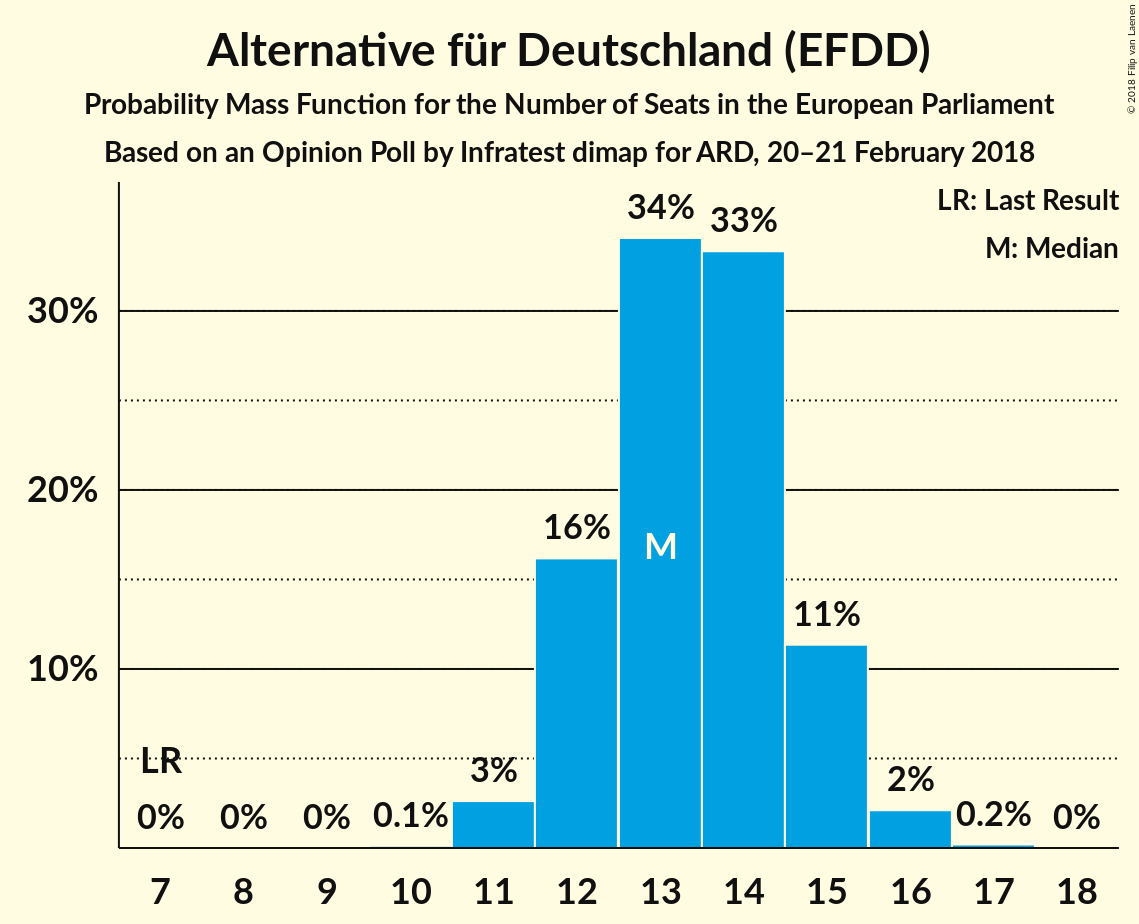 Alternative für Deutschland (EFDD)
Probability Mass Function for the Number of Seats in the European Parliament
Based on an Opinion Poll by Infratest dimap for ARD, 20–21 February 2018
© 2018 Filip van Laenen
LR: Last Result
M: Median
34%
33%
30%
20%
16%
M
11%
10%
LR
3%
2%
0%
0%
0%
0.1%
0.2%
0%
7 8 9 10 11 12 13 14 15 16 17 18